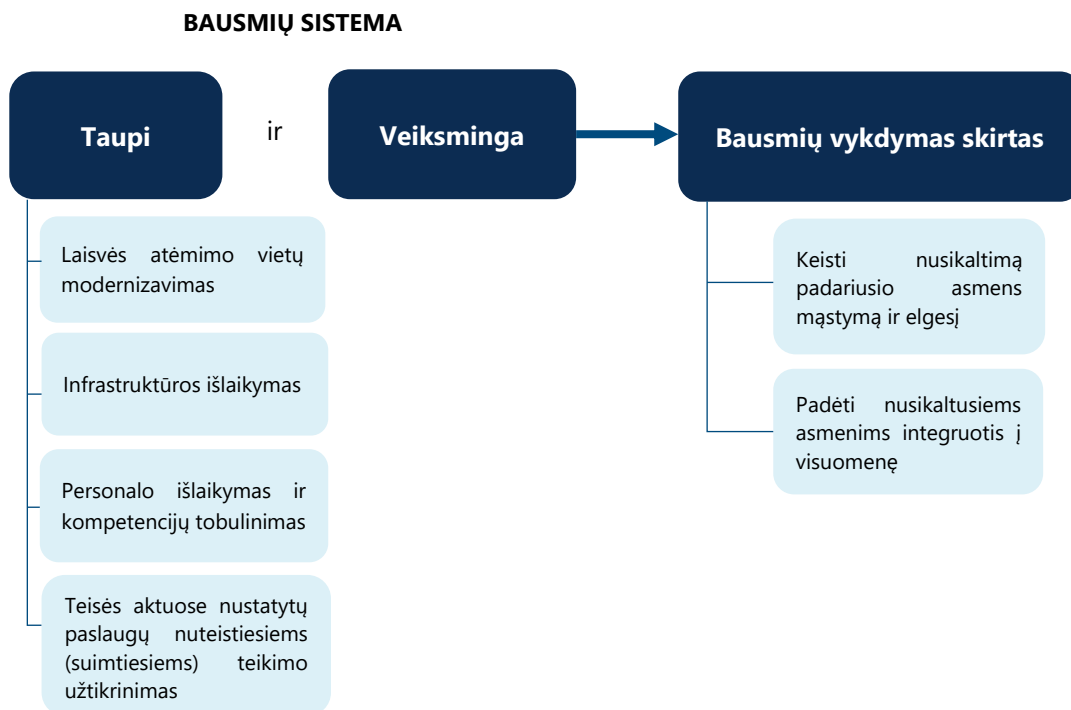 BAUSMIŲ SISTEMA
Taupi
ir
Veiksminga
Bausmių vykdymas skirtas
Laisvės atėmimo vietų
modernizavimas
Infrastruktūros išlaikymas
Personalo išlaikymas ir
kompetencijų tobulinimas
Teisės aktuose nustatytų
paslaugų nuteistiesiems
(suimtiesiems) teikimo
užtikrinimas
Keisti nusikaltimą
padariusio asmens
mąstymą ir elgesį
Padėti nusikaltusiems
asmenims integruotis į
visuomenę